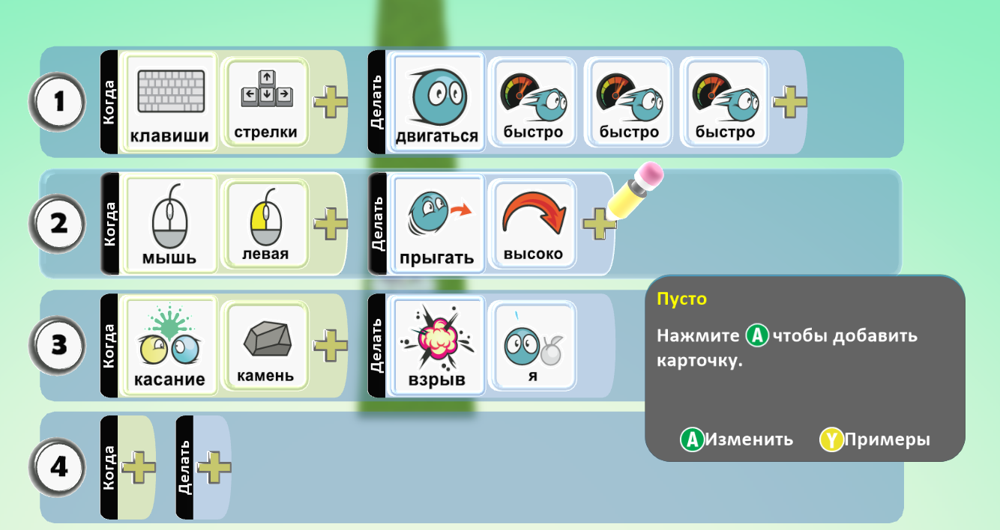 1
Когда
клавиши
стрелки
Делать
двигаться
быстро
быстро
быстро
2
Когда
мышь
левая
Делать
прыгать
высоко
3
Когда
касание
камень
Делать
взрыв
я
Пусто
Нажмите A чтобы добавить
карточку.
A Изменить
Y Примеры
4
Когда
Делать